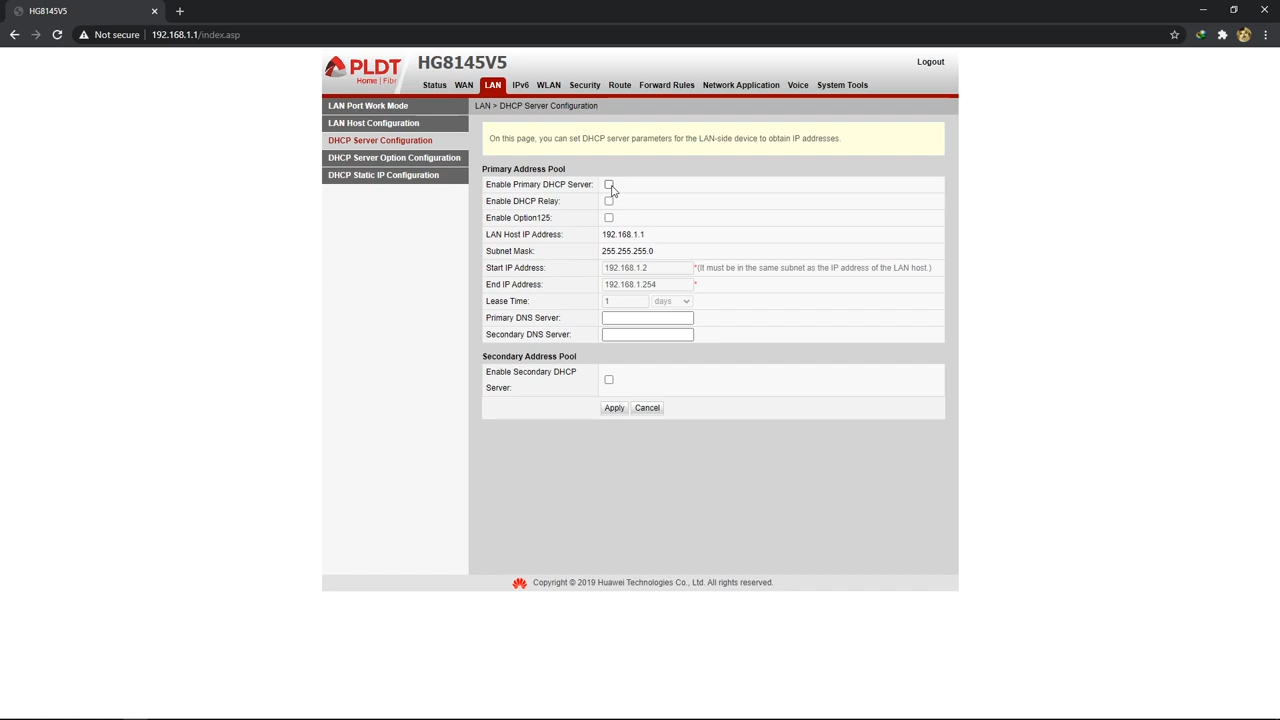 HG8145V5
Not secure
192.168.1.1/index.asp
PLDT
Home | Fibr
HG8145V5
Logout
Status WAN LAN IPv6 WLAN Security Route Forward Rules Network Application Voice System Tools
LAN Port Work Mode
LAN Host Configuration
DHCP Server Configuration
DHCP Server Option Configuration
DHCP Static IP Configuration
LAN > DHCP Server Configuration
On this page, you can set DHCP server parameters for the LAN-side device to obtain IP addresses.
Primary Address Pool
Enable Primary DHCP Server:
Enable DHCP Relay:
Enable Option125:
LAN Host IP Address: 192.168.1.1
Subnet Mask: 255.255.255.0
Start IP Address: 192.168.1.2 *(It must be in the same subnet as the IP address of the LAN host.)
End IP Address: 192.168.1.254 *
Lease Time: 1 days
Primary DNS Server:
Secondary DNS Server:
Secondary Address Pool
Enable Secondary DHCP
Server:
Apply Cancel
Copyright © 2019 Huawei Technologies Co., Ltd. All rights reserved.